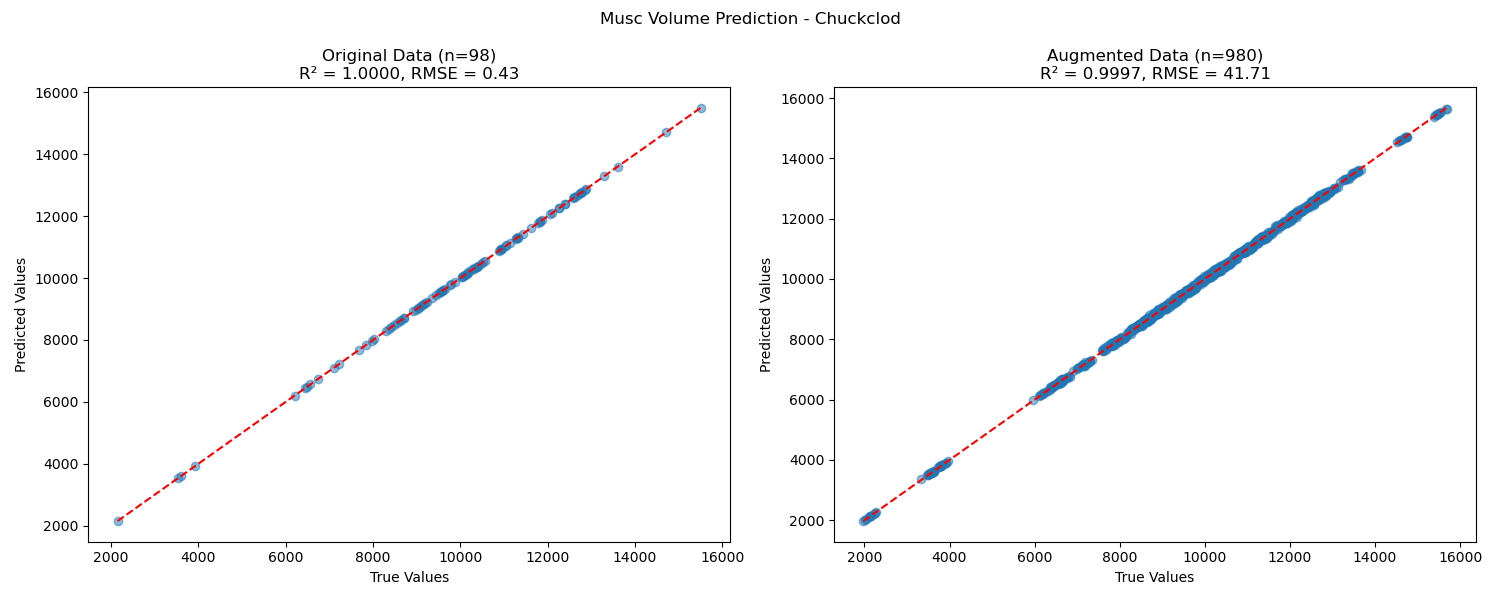 Musc Volume Prediction - Chuckclod
Original Data (n=98)
R² = 1.0000, RMSE = 0.43
16000
14000
12000
10000
8000
6000
4000
2000
Predicted Values
2000 4000 6000 8000 10000 12000 14000 16000
True Values
Augmented Data (n=980)
R² = 0.9997, RMSE = 41.71
16000
14000
12000
10000
8000
6000
4000
2000
Predicted Values
2000 4000 6000 8000 10000 12000 14000 16000
True Values